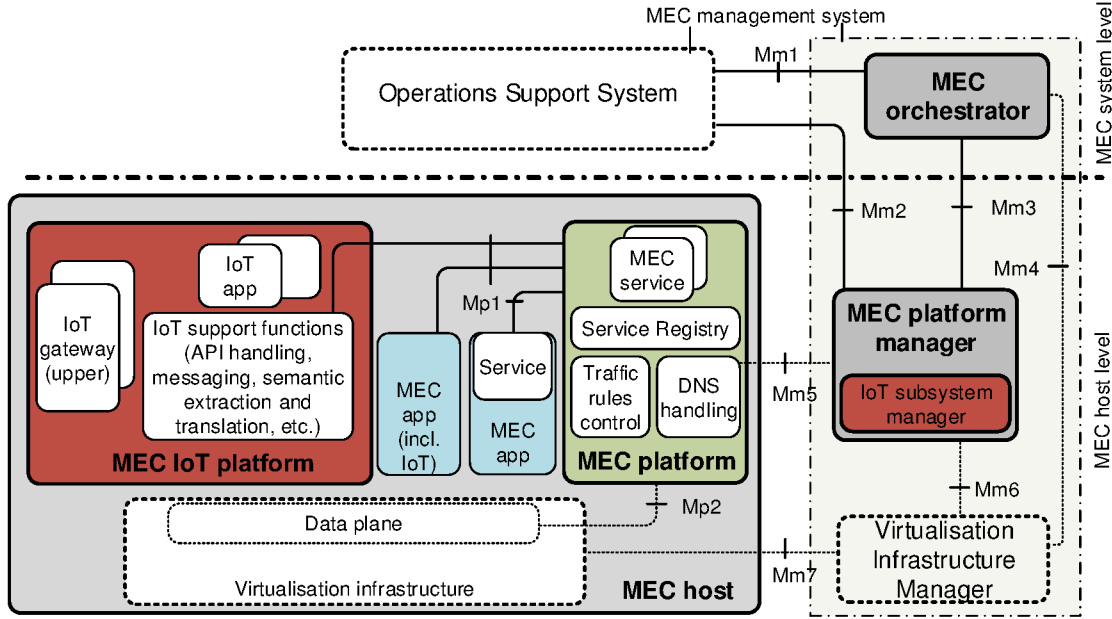 MEC management system
Operations Support System
Mm1
MEC
orchestrator
MEC system level
Mm2
Mm3
Mm4
IoT
gateway
(upper)
IoT
app
IoT support functions
(API handling,
messaging, semantic
extraction and
translation, etc.)
MEC IoT platform
Mp1
MEC
app
(incl.
IoT)
Service
MEC
app
MEC
service
Service Registry
Traffic
rules
control
DNS
handling
MEC platform
Mm5
MEC platform
manager
IoT subsystem
manager
MEC host level
Mp2
Mm6
Data plane
Virtualisation infrastructure
MEC host
Mm7
Virtualisation
Infrastructure
Manager